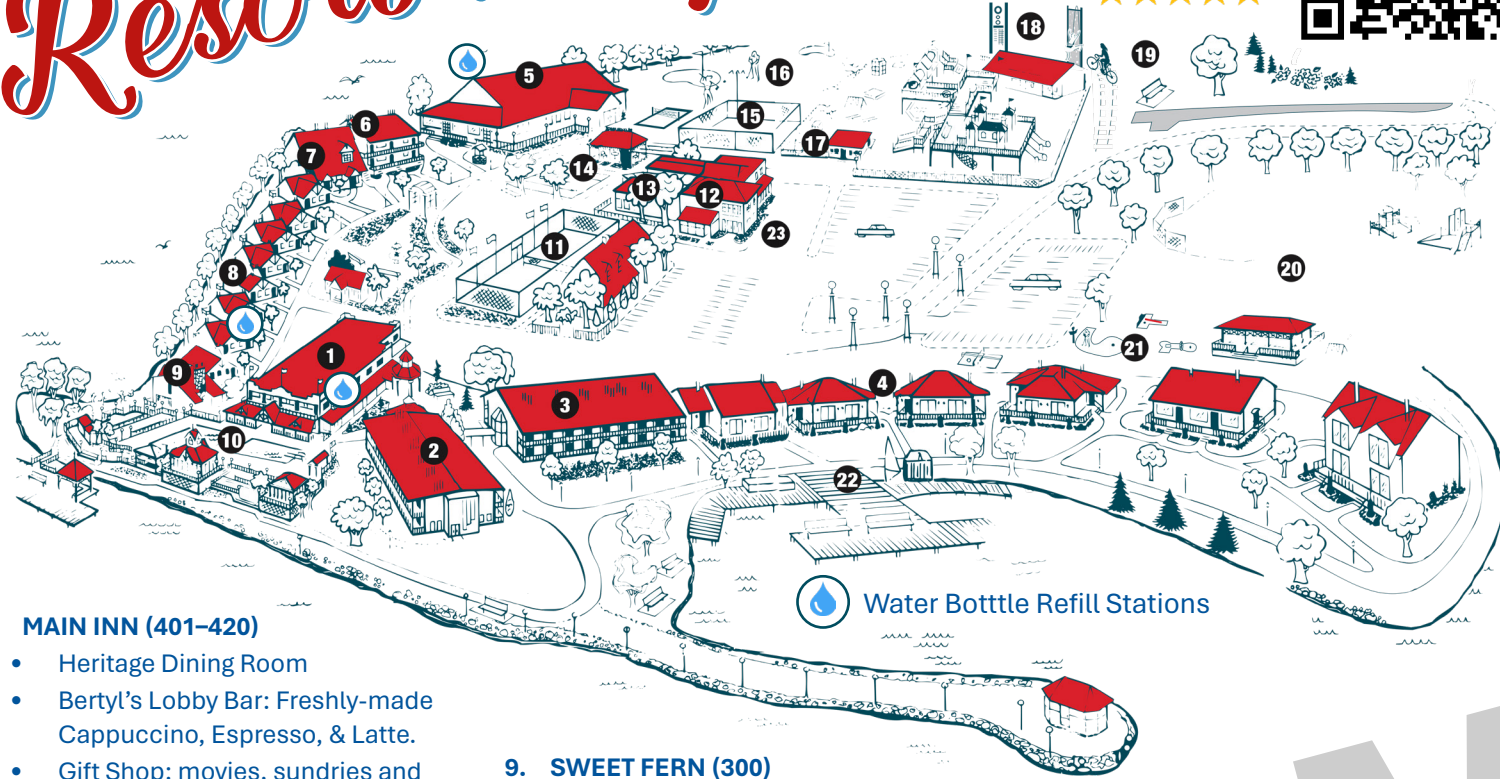 Resort
18
19
5
16
15
6
7
17
14
13
12
11
23
8
20
1
21
9
3
4
10
2
22
Water Botttle Refill Stations
MAIN INN (401–420)
• Heritage Dining Room
• Bertyl’s Lobby Bar: Freshly-made
Cappuccino, Espresso, & Latte.
• Gift Shop: movies, sundries and
9. SWEET FERN (300)